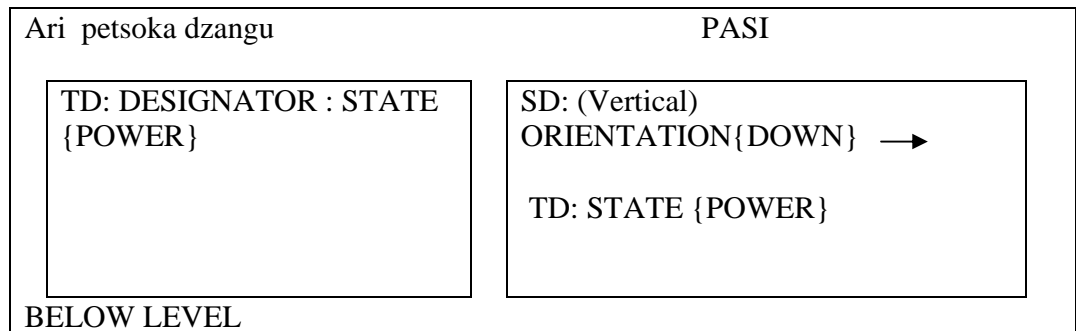 Ari petsoka dzangu PASI
TD: DESIGNATOR : STATE
{POWER}
SD: (Vertical)
ORIENTATION{DOWN} →
TD: STATE {POWER}
BELOW LEVEL